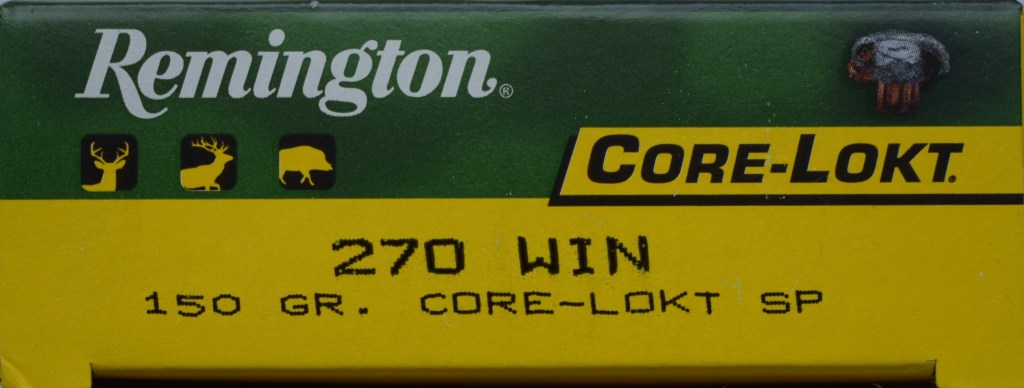 Remington®
CORE-LOKT.
270 WIN
150 GR. CORE-LOKT SP